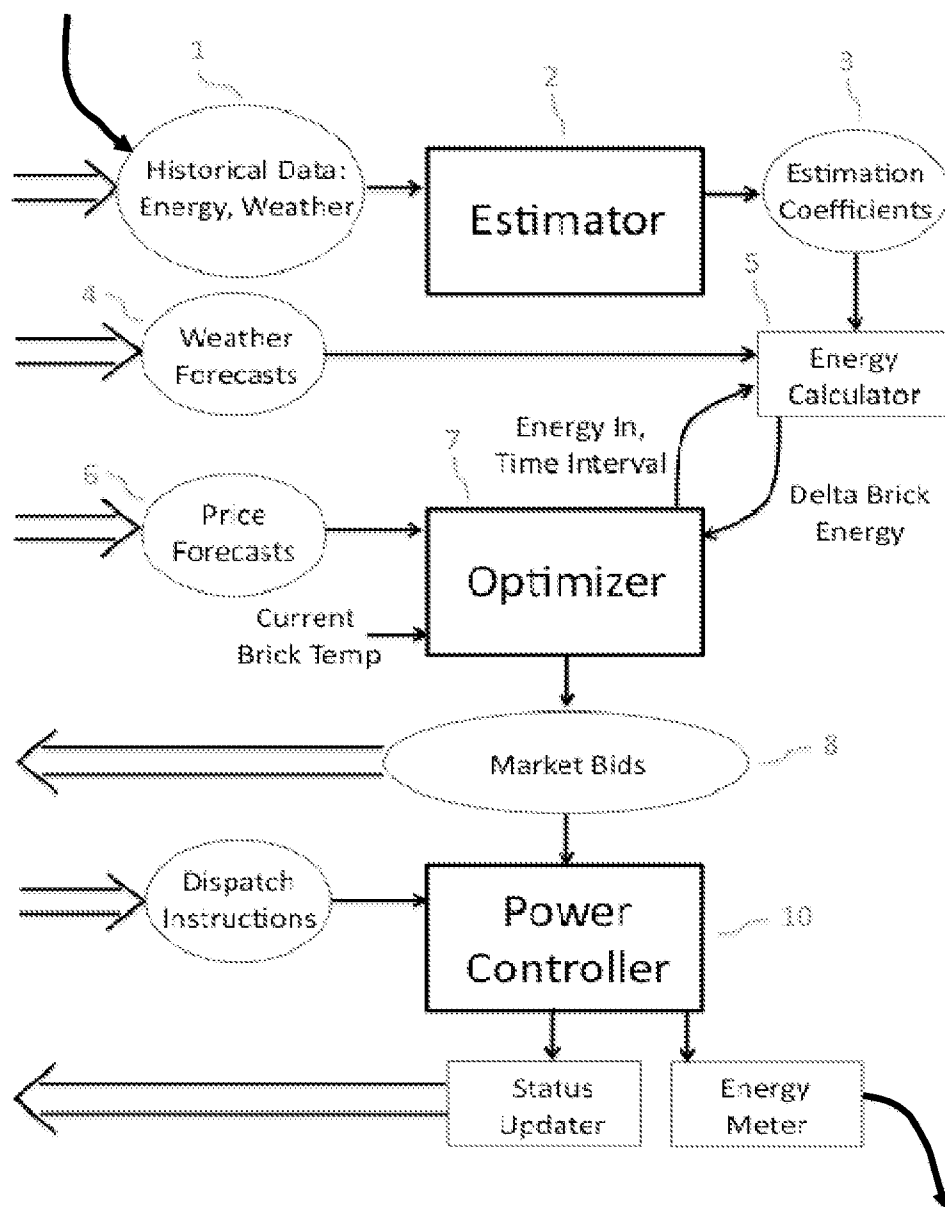 1
2
3
Historical Data:
Energy, Weather
Estimator
Estimation
Coefficients
4
5
Weather
Forecasts
Energy
Calculator
Energy In,
Time Interval
6
7
Price
Forecasts
Delta Brick
Energy
Optimizer
Current
Brick Temp
Market Bids
8
Dispatch
Instructions
Power
Controller
10
Status
Updater
Energy
Meter